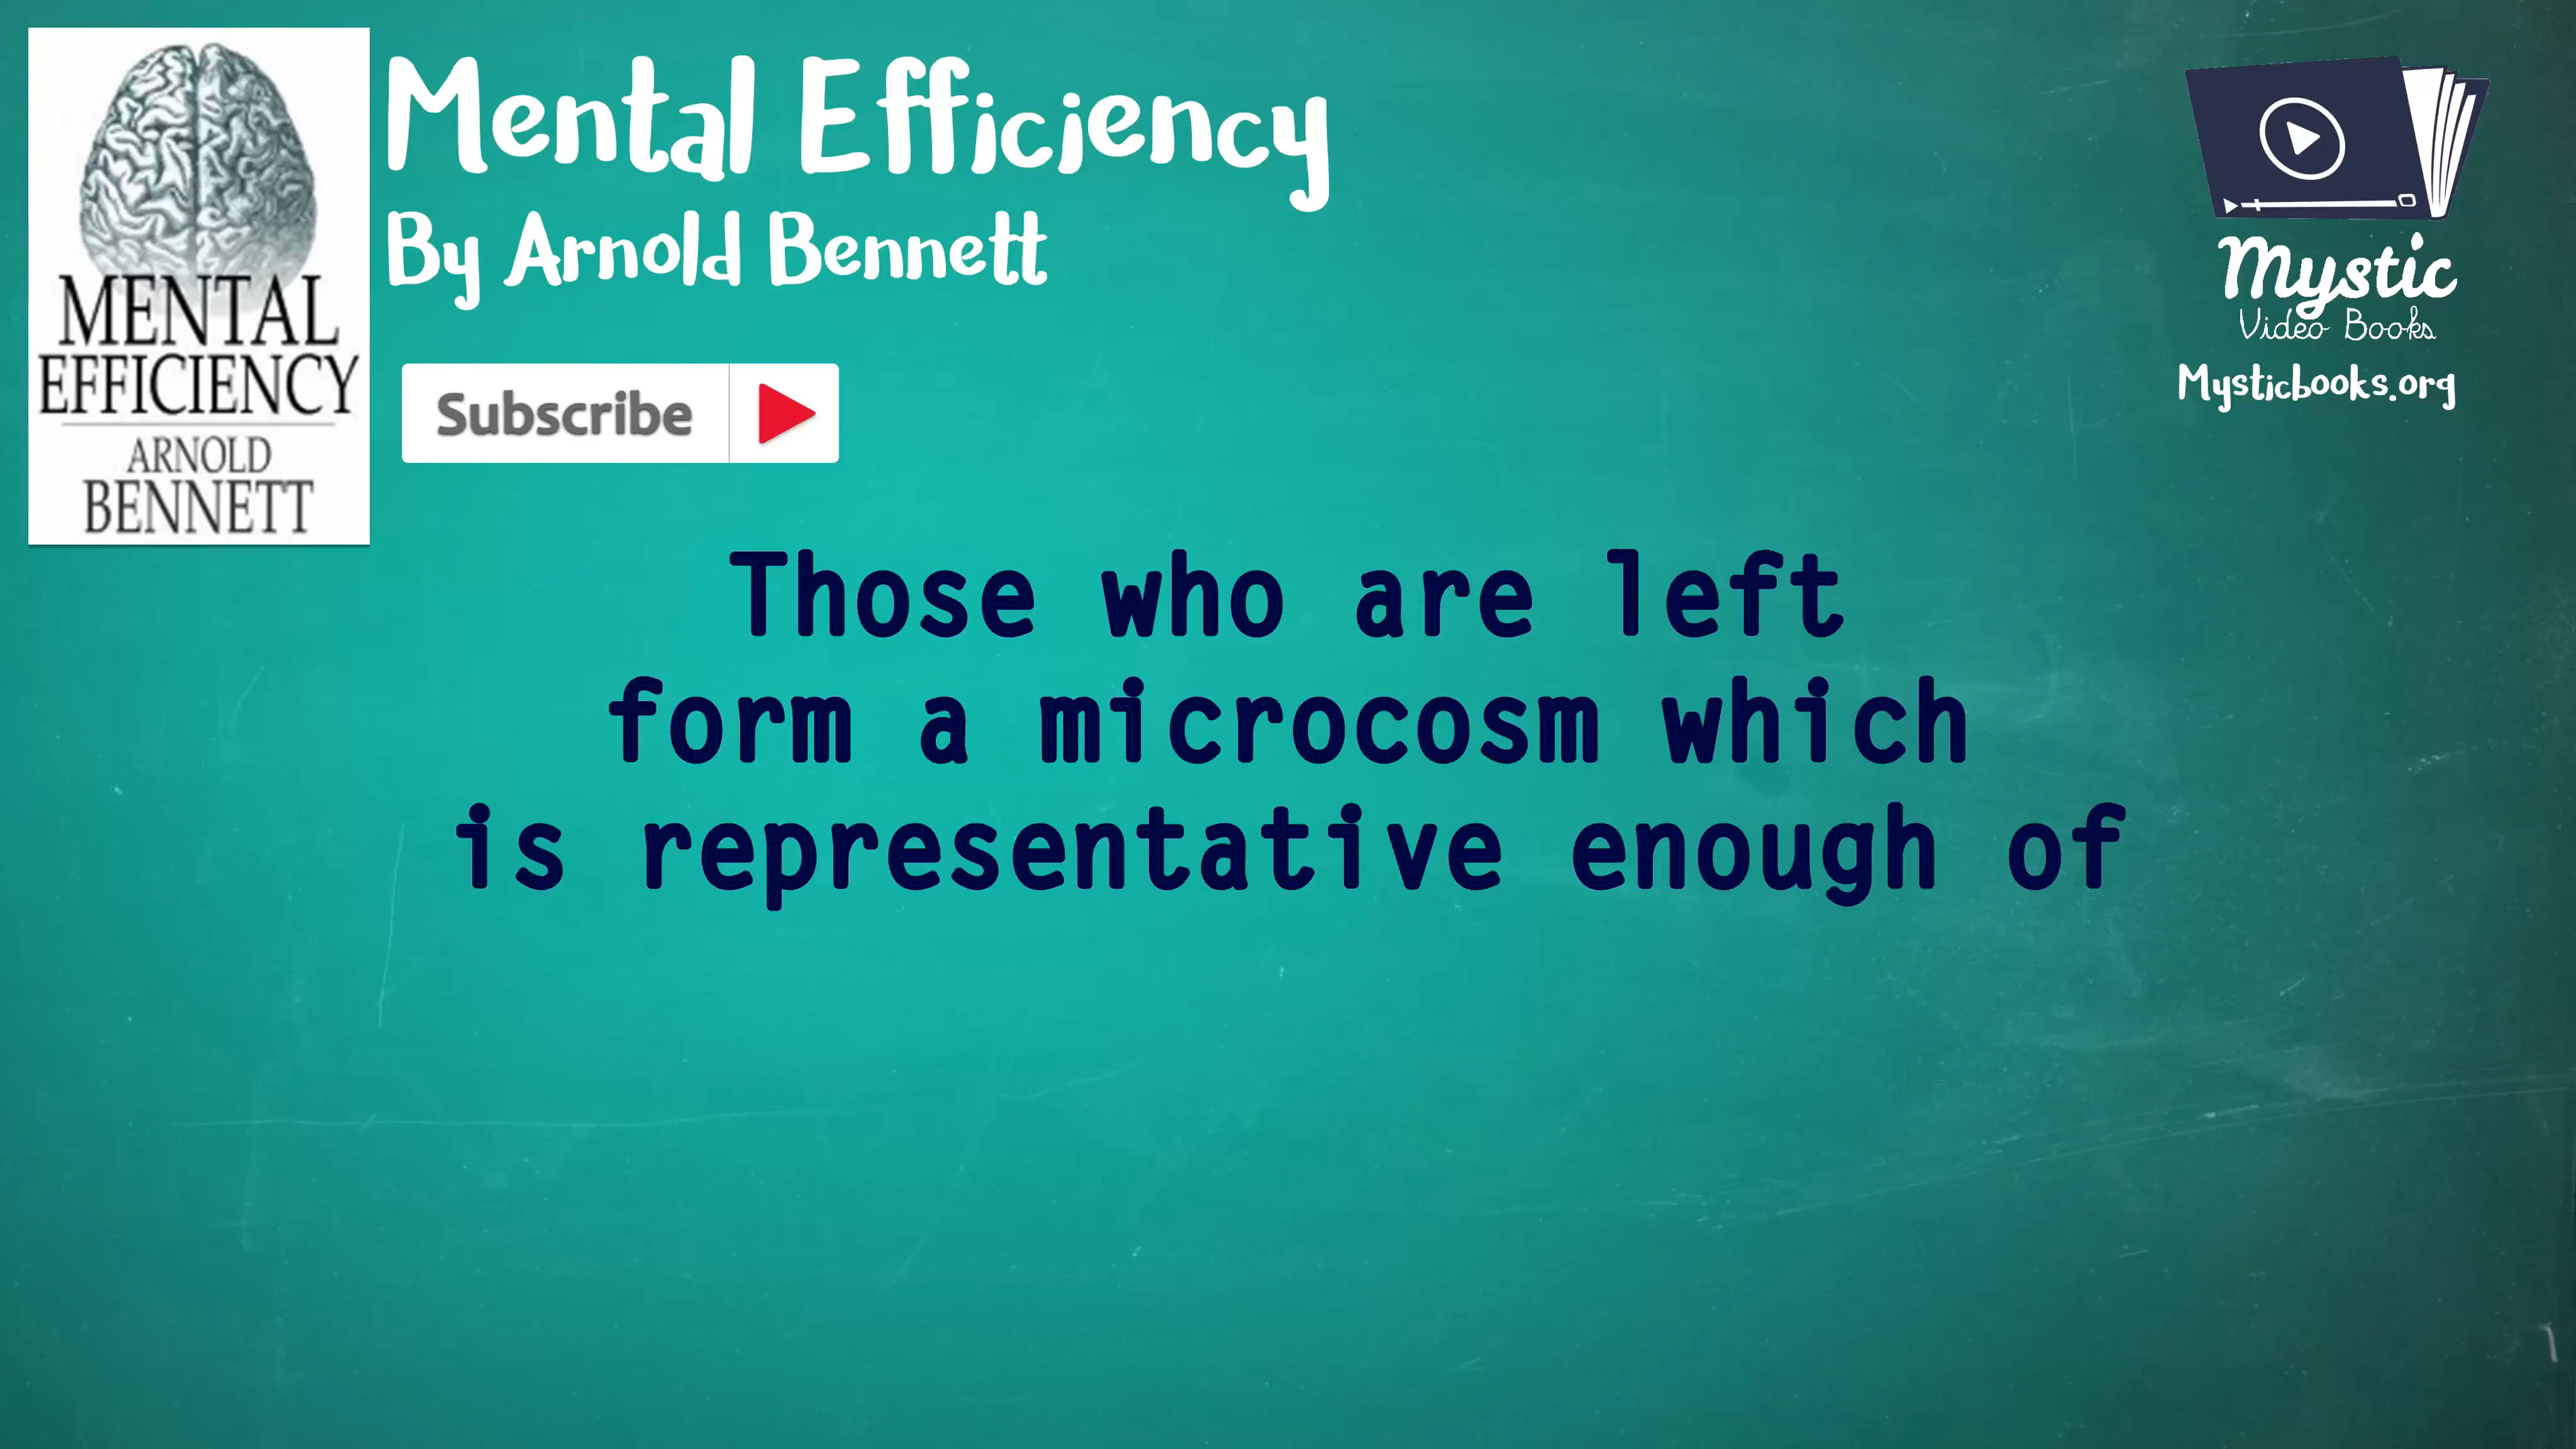 MENTAL
EFFICIENCY
ARNOLD
BENNETT
Mental Efficiency
By Arnold Bennett
Subscribe
Mystic
Video Books
Mysticbooks.org
Those who are left
form a microcosm which
is representative enough of